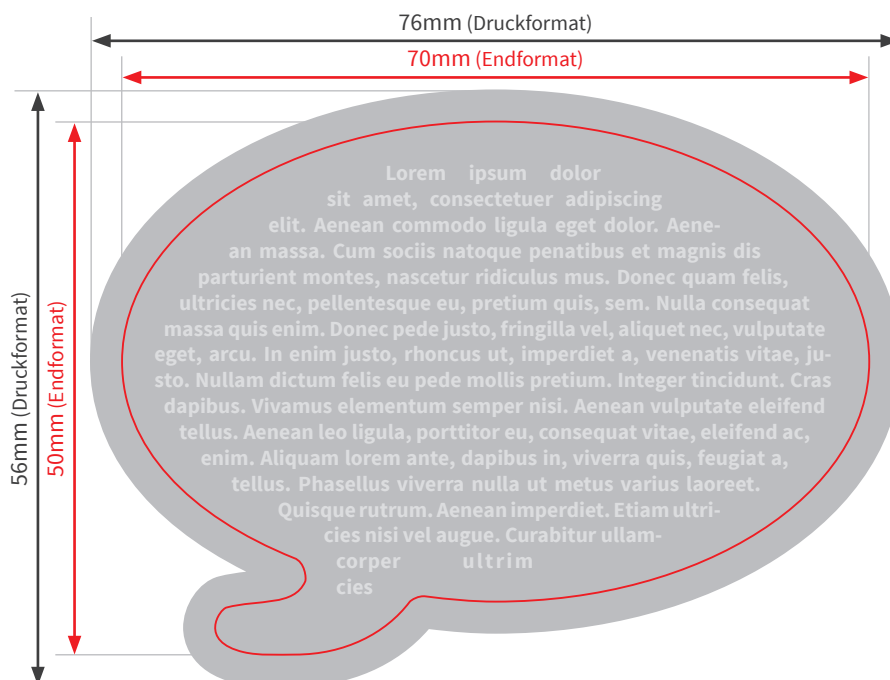 76mm (Druckformat)
70mm (Endformat)
56mm (Druckformat)
50mm (Endformat)
Lorem ipsum dolor
sit amet, consectetuer adipiscing
elit. Aenean commodo ligula eget dolor. Aene-
an massa. Cum sociis natoque penatibus et magnis dis
parturient montes, nascetur ridiculus mus. Donec quam felis,
ultricies nec, pellentesque eu, pretium quis, sem. Nulla consequat
massa quis enim. Donec pede justo, fringilla vel, aliquet nec, vulputate
eget, arcu. In enim justo, rhoncus ut, imperdiet a, venenatis vitae, ju-
sto. Nullam dictum felis eu pede mollis pretium. Integer tincidunt. Cras
dapibus. Vivamus elementum semper nisi. Aenean vulputate eleifend
tellus. Aenean leo ligula, porttitor eu, consequat vitae, eleifend ac,
enim. Aliquam lorem ante, dapibus in, viverra quis, feugiat a,
tellus. Phasellus viverra nulla ut metus varius laoreet.
Quisque rutrum. Aenean imperdiet. Etiam ultri-
cies nisi vel augue. Curabitur ullam-
corper ultrim
cies